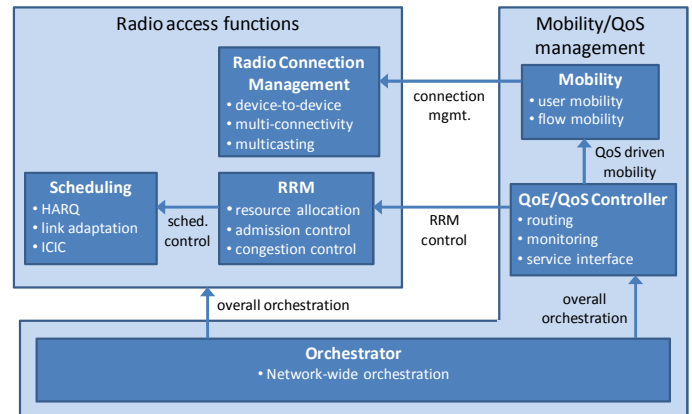 Radio access functions
Mobility/QoS
management
Radio Connection
Management
• device-to-device
• multi-connectivity
• multicasting
connection
mgmt.
Mobility
• user mobility
• flow mobility
QoS driven
mobility
Scheduling
• HARQ
• link adaptation
• ICIC
sched.
control
RRM
• resource allocation
• admission control
• congestion control
RRM
control
QoE/QoS Controller
• routing
• monitoring
• service interface
overall orchestration
overall
orchestration
Orchestrator
• Network-wide orchestration